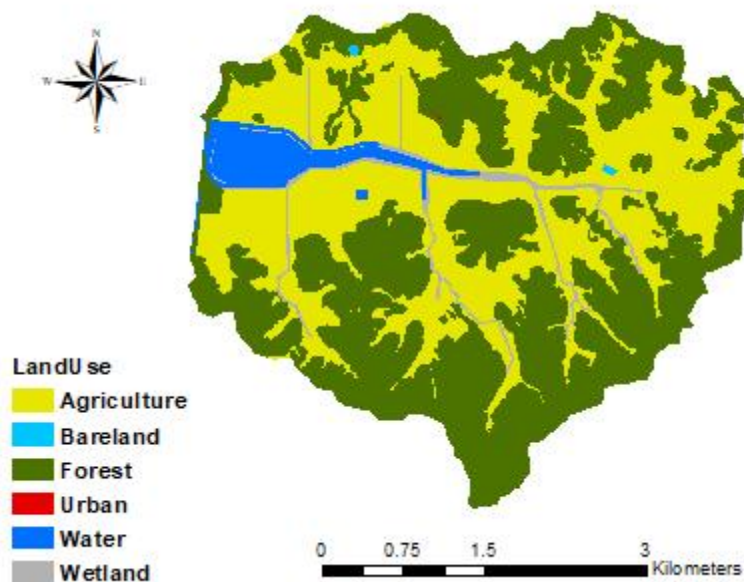 N
W E
S
LandUse
Agriculture
Bareland
Forest
Urban
Water
Wetland
0 0.75 1.5 3
Kilometers